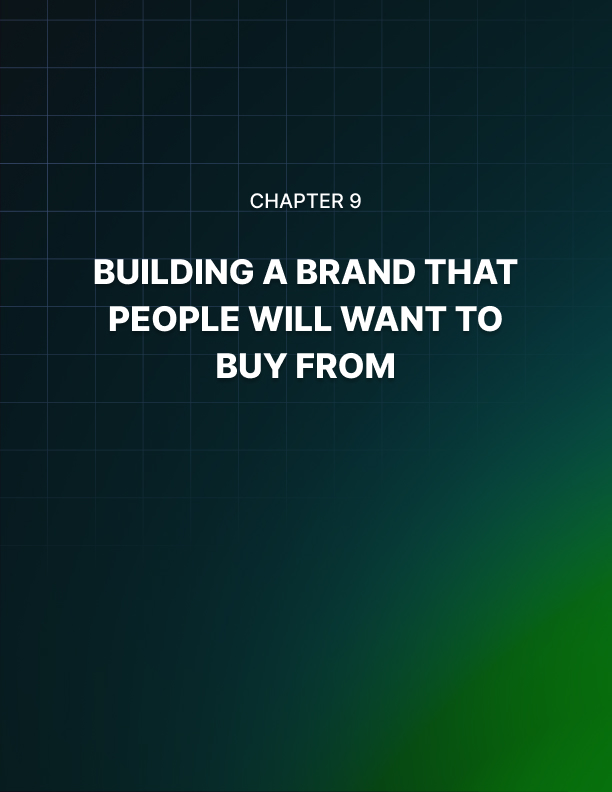 CHAPTER 9
BUILDING A BRAND THAT
PEOPLE WILL WANT TO
BUY FROM